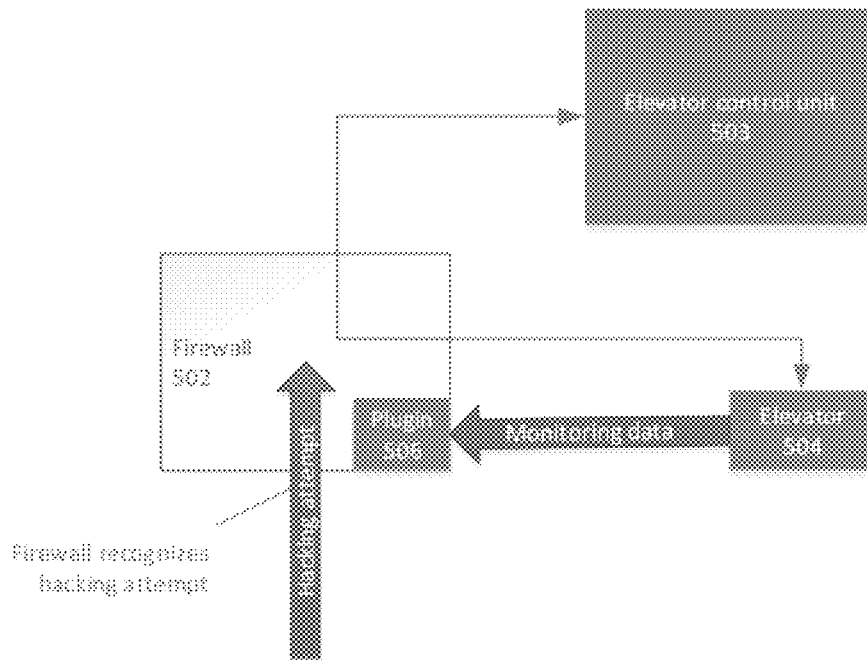 Elevator control unit
503
Firewall
502
Plugin
506
Monitoring data
Elevator
504
Hacking attempt
Firewall recognizes
hacking attempt